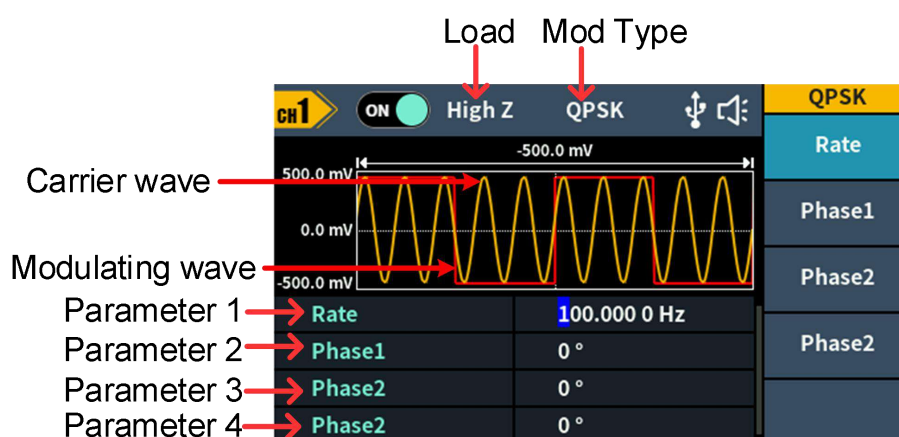 Load Mod Type
CH1 ON High Z QPSK QPSK
-500.0 mV
Rate
Carrier wave 500.0 mV
Phase1
0.0 mV
Modulating wave -500.0 mV
Phase2
Parameter 1 Rate 100.000 0 Hz
Parameter 2 Phase1 0 °
Phase2
Parameter 3 Phase2 0 °
Parameter 4 Phase2 0 °